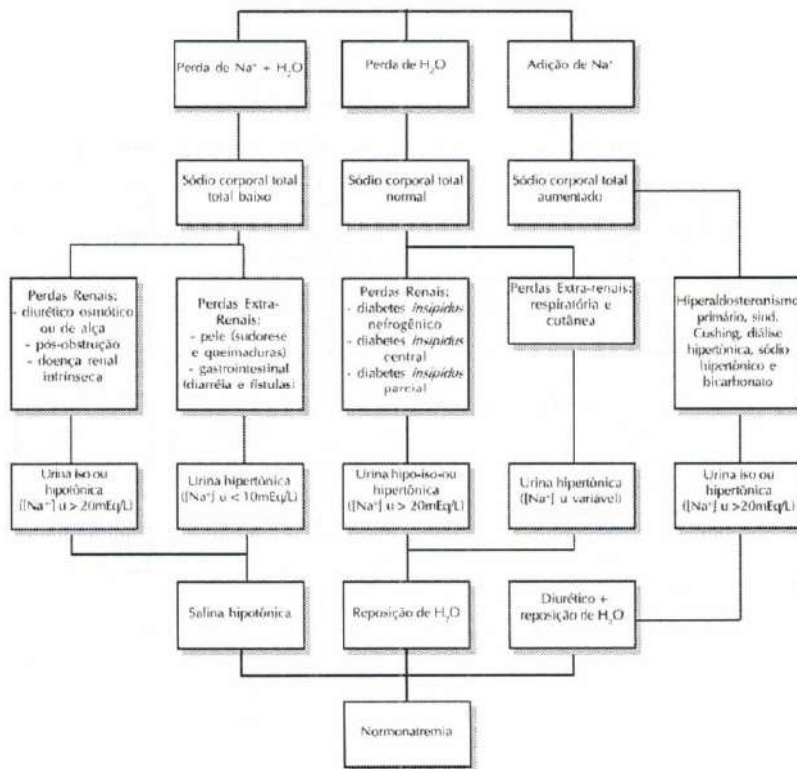 Perda de Na⁺ + H₂O
Perda de H₂O
Adição de Na⁺
Sódio corporal total
total baixo
Sódio corporal total
normal
Sódio corporal total
aumentado
Perdas Renais:
- diurético osmótico
ou de alça
- pós-obstrução
- doença renal
intrínseca
Perdas Extra-
Renais:
- pele (sudorese
e queimaduras)
- gastrointestinal
(diarréia e fístulas)
Perdas Renais:
- diabetes insipidus
nefrogênico
- diabetes insipidus
central
- diabetes insipidus
parcial
Perdas Extra-renais:
respiratória e
cutânea
Hiperaldosteronismo
primário, sind.
Cushing, diálise
hipertônica, sódio
hipertônico e
bicarbonato
Urina iso ou
hipotônica
([Na⁺] u > 20mEq/L)
Urina hipertônica
([Na⁺] u < 10mEq/L)
Urina hipo-iso-ou
hipertônica
([Na⁺] u > 20mEq/L)
Urina hipertônica
([Na⁺] u variável)
Urina iso ou
hipertônica
([Na⁺] u >20mEq/L)
Salina hipotônica
Reposição de H₂O
Diurético +
reposição de H₂O
Normonatremia